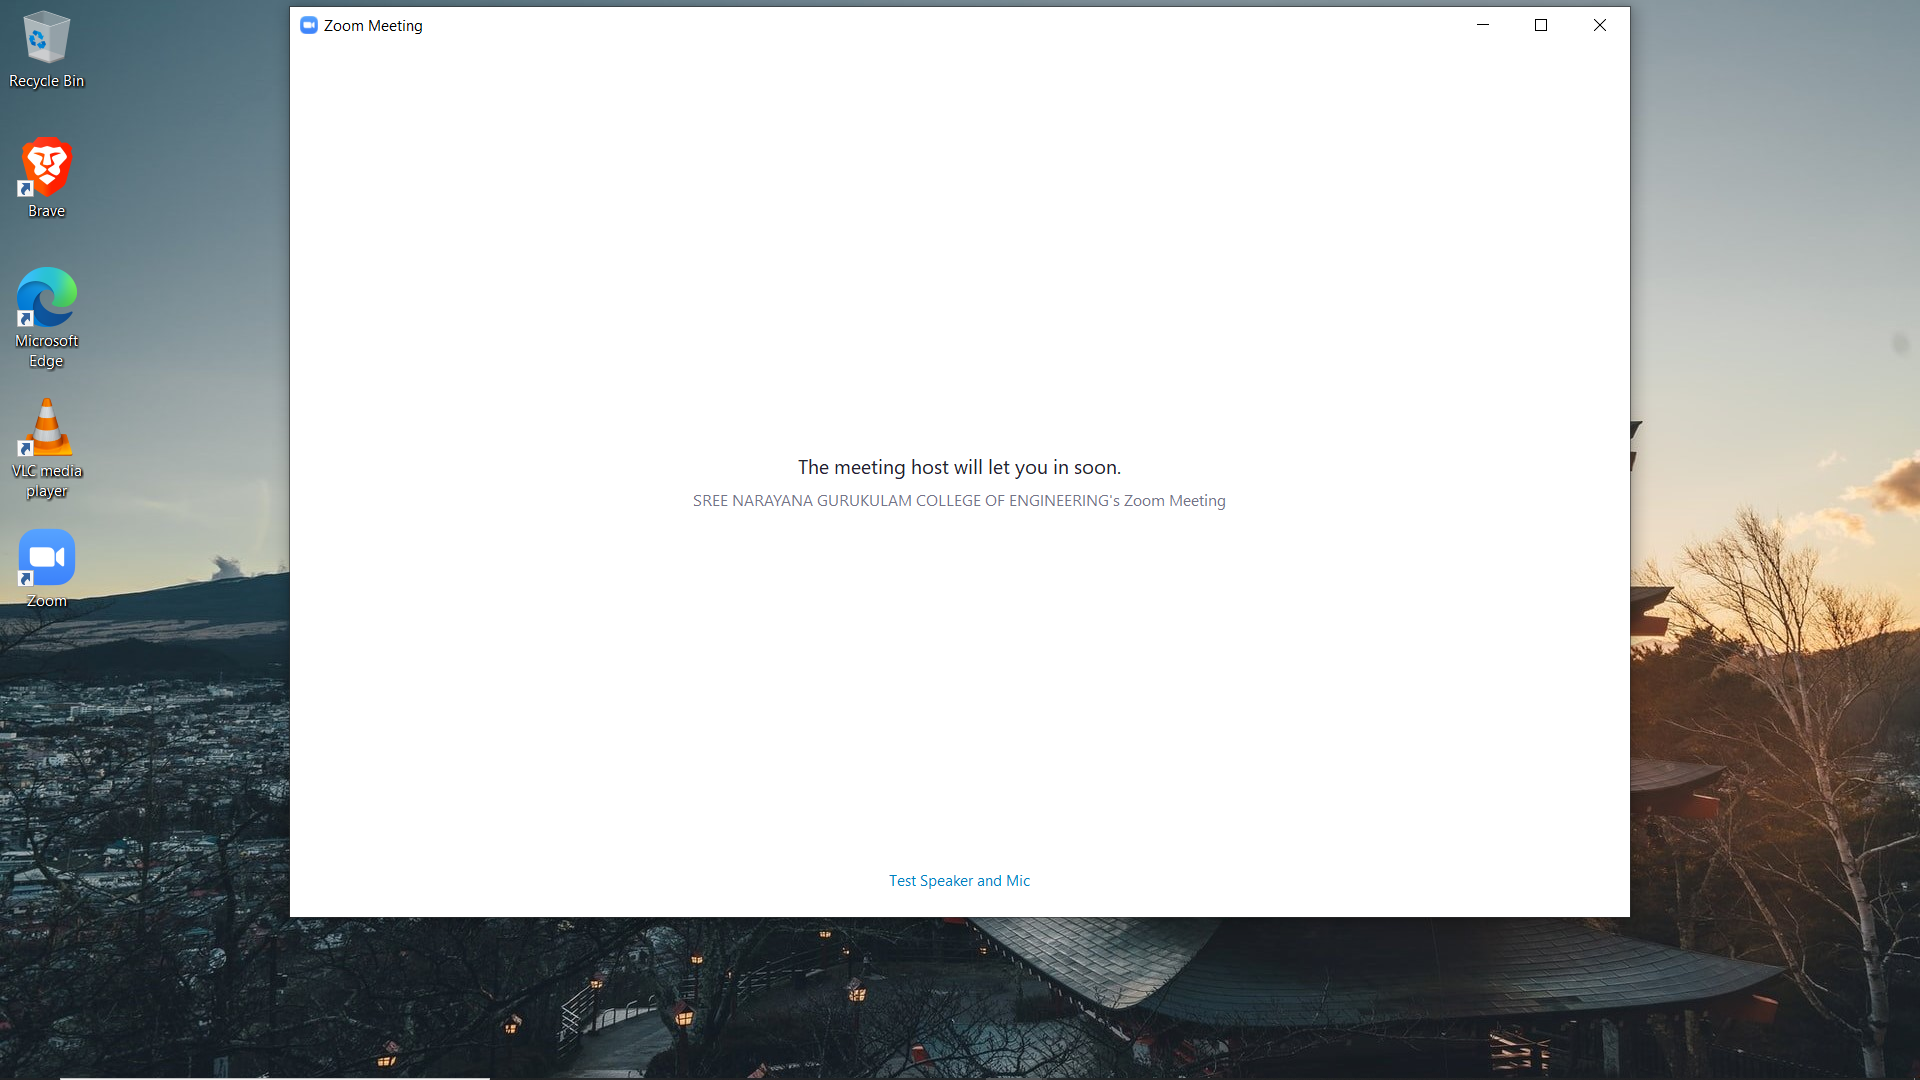 Recycle Bin
Brave
Microsoft
Edge
VLC media
player
Zoom
Zoom Meeting
The meeting host will let you in soon.
SREE NARAYANA GURUKULAM COLLEGE OF ENGINEERING's Zoom Meeting
Test Speaker and Mic